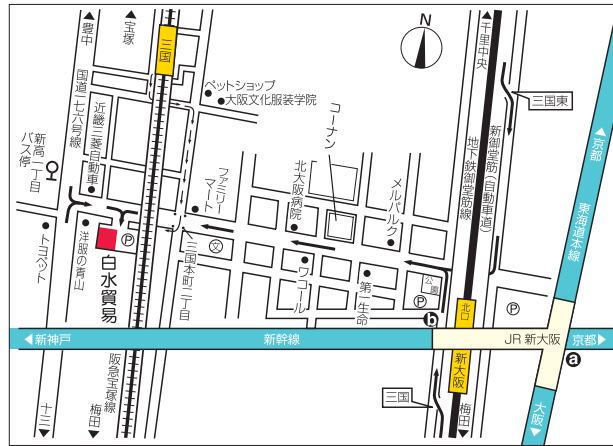 豊中
宝塚
三国
N
千里中央
三国東
国道一七六号線
近畿三菱自動車
新高一丁目
バス停
ペットショップ
大阪文化服装学院
コーナン
ファミリー
マート
北大阪病院
メルパルク
地下鉄御堂筋線
新御堂筋(自動車道)
京都
東海道本線
トヨペット
洋服の青山
P
白水貿易
三国本町二丁目
文
ワコール
第一生命
公園
P
P
北口
b
新神戸
新幹線
新大阪
JR 新大阪
京都
a
十三
阪急宝塚線
梅田
三国
梅田
大阪